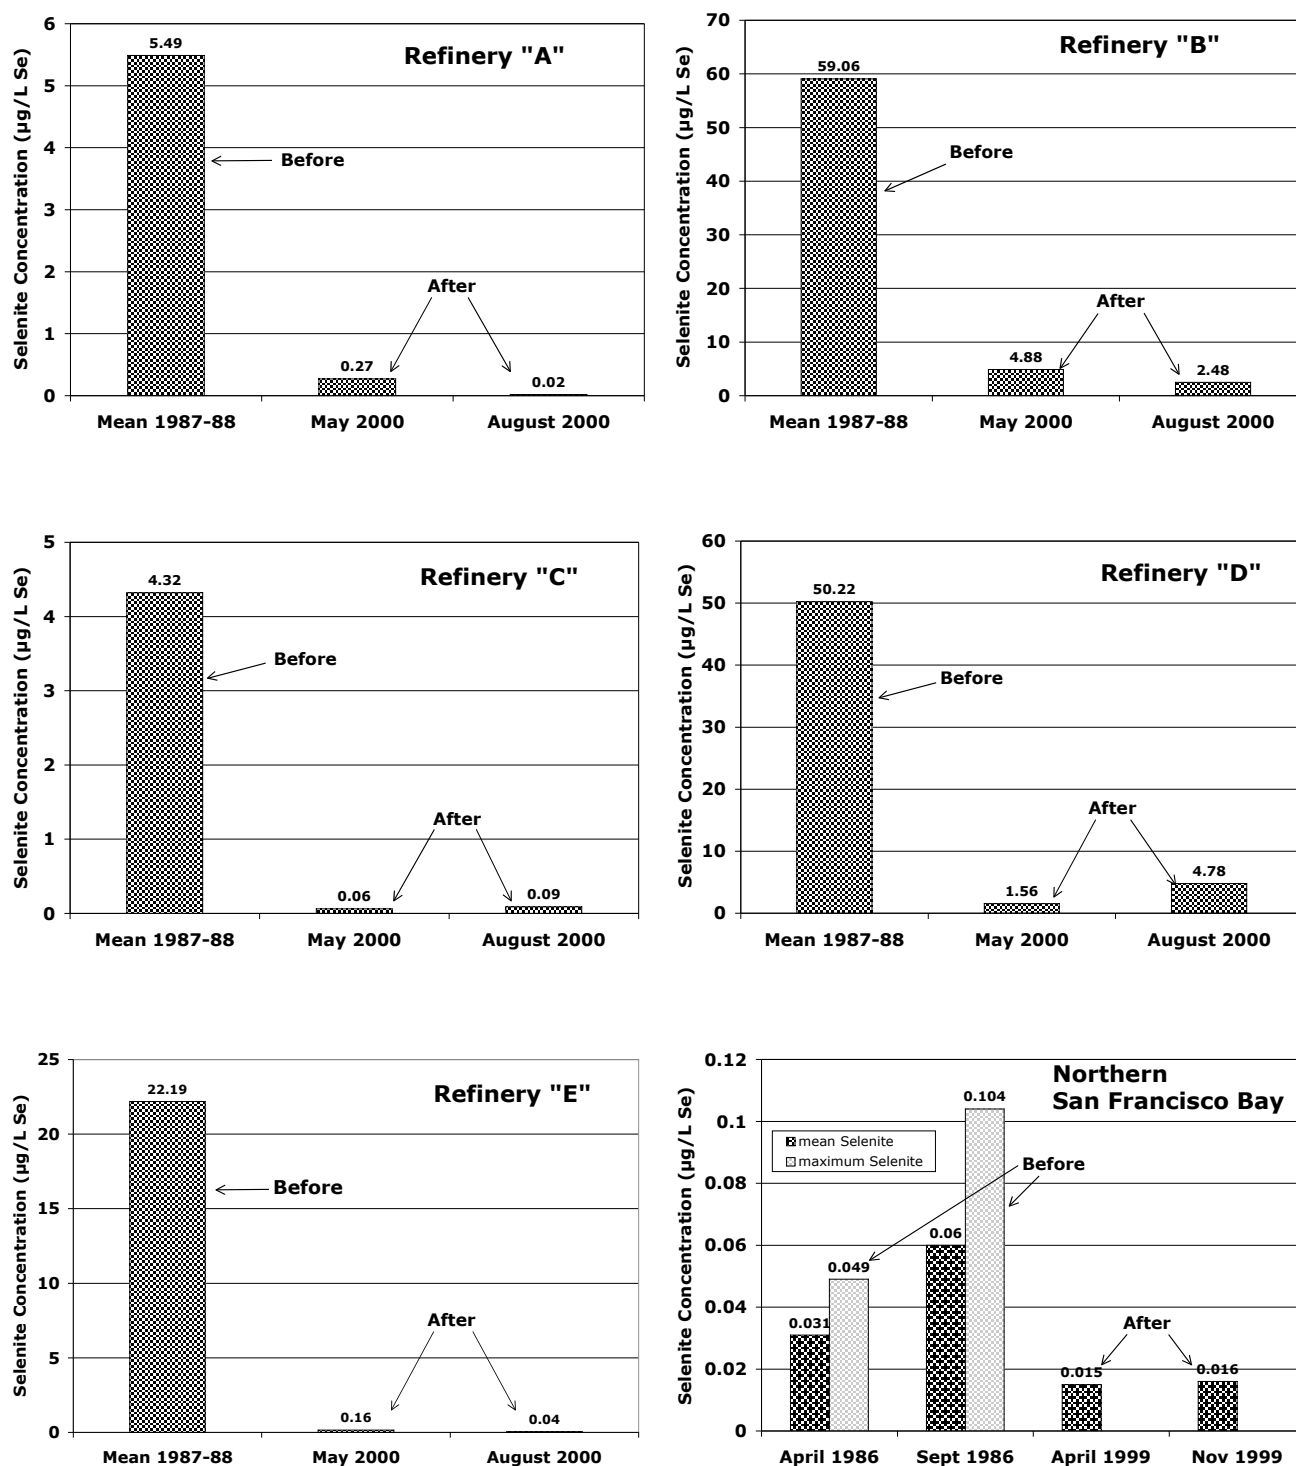 Refinery "A"
Selenite Concentration (µg/L Se)
6
5
4
3
2
1
0
5.49
Before
After
0.27
0.02
Mean 1987-88 May 2000 August 2000
Refinery "B"
Selenite Concentration (µg/L Se)
70
60
50
40
30
20
10
0
59.06
Before
After
4.88
2.48
Mean 1987-88 May 2000 August 2000
Refinery "C"
Selenite Concentration (µg/L Se)
5
4
3
2
1
0
4.32
Before
After
0.06
0.09
Mean 1987-88 May 2000 August 2000
Refinery "D"
Selenite Concentration (µg/L Se)
60
50
40
30
20
10
0
50.22
Before
After
1.56
4.78
Mean 1987-88 May 2000 August 2000
Refinery "E"
Selenite Concentration (µg/L Se)
25
20
15
10
5
0
22.19
Before
After
0.16
0.04
Mean 1987-88 May 2000 August 2000
Northern
San Francisco Bay
Selenite Concentration (µg/L Se)
0.12
0.1
0.08
0.06
0.04
0.02
0
mean Selenite
maximum Selenite
0.104
Before
0.06
0.049
0.031
After
0.015
0.016
April 1986 Sept 1986 April 1999 Nov 1999